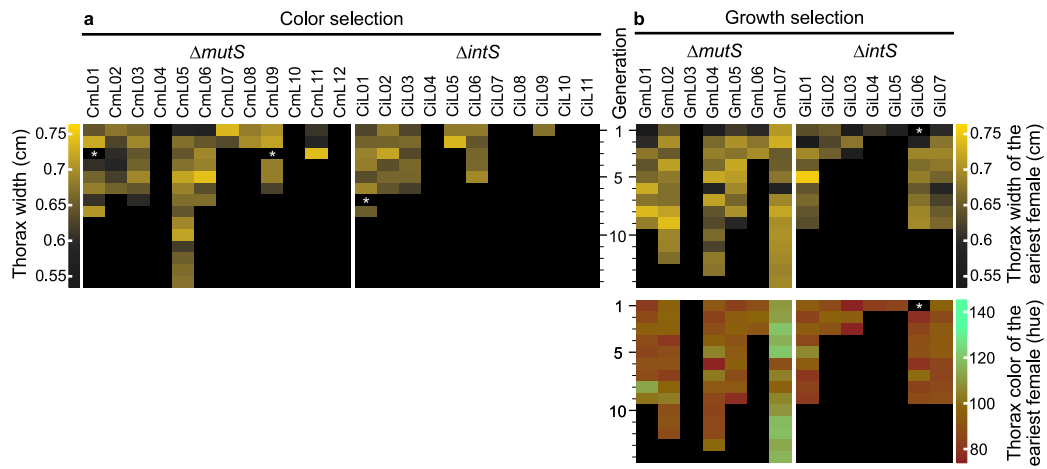 a Color selection
ΔmutS ΔintS
CmL01 CmL02 CmL03 CmL04 CmL05 CmL06 CmL07 CmL08 CmL09 CmL10 CmL11 CmL12
CiL01 CiL02 CiL03 CiL04 CiL05 CiL06 CiL07 CiL08 CiL09 CiL10 CiL11
Thorax width (cm)
0.75
0.7
0.65
0.6
0.55
*
*
*
b Growth selection
ΔmutS ΔintS
Generation
GmL01 GmL02 GmL03 GmL04 GmL05 GmL06 GmL07
GiL01 GiL02 GiL03 GiL04 GiL05 GiL06 GiL07
1
5
10
*
0.75
0.7
0.65
0.6
0.55
Thorax width of the
eariest female (cm)
1
5
10
*
140
120
100
80
Thorax color of the
eariest female (hue)